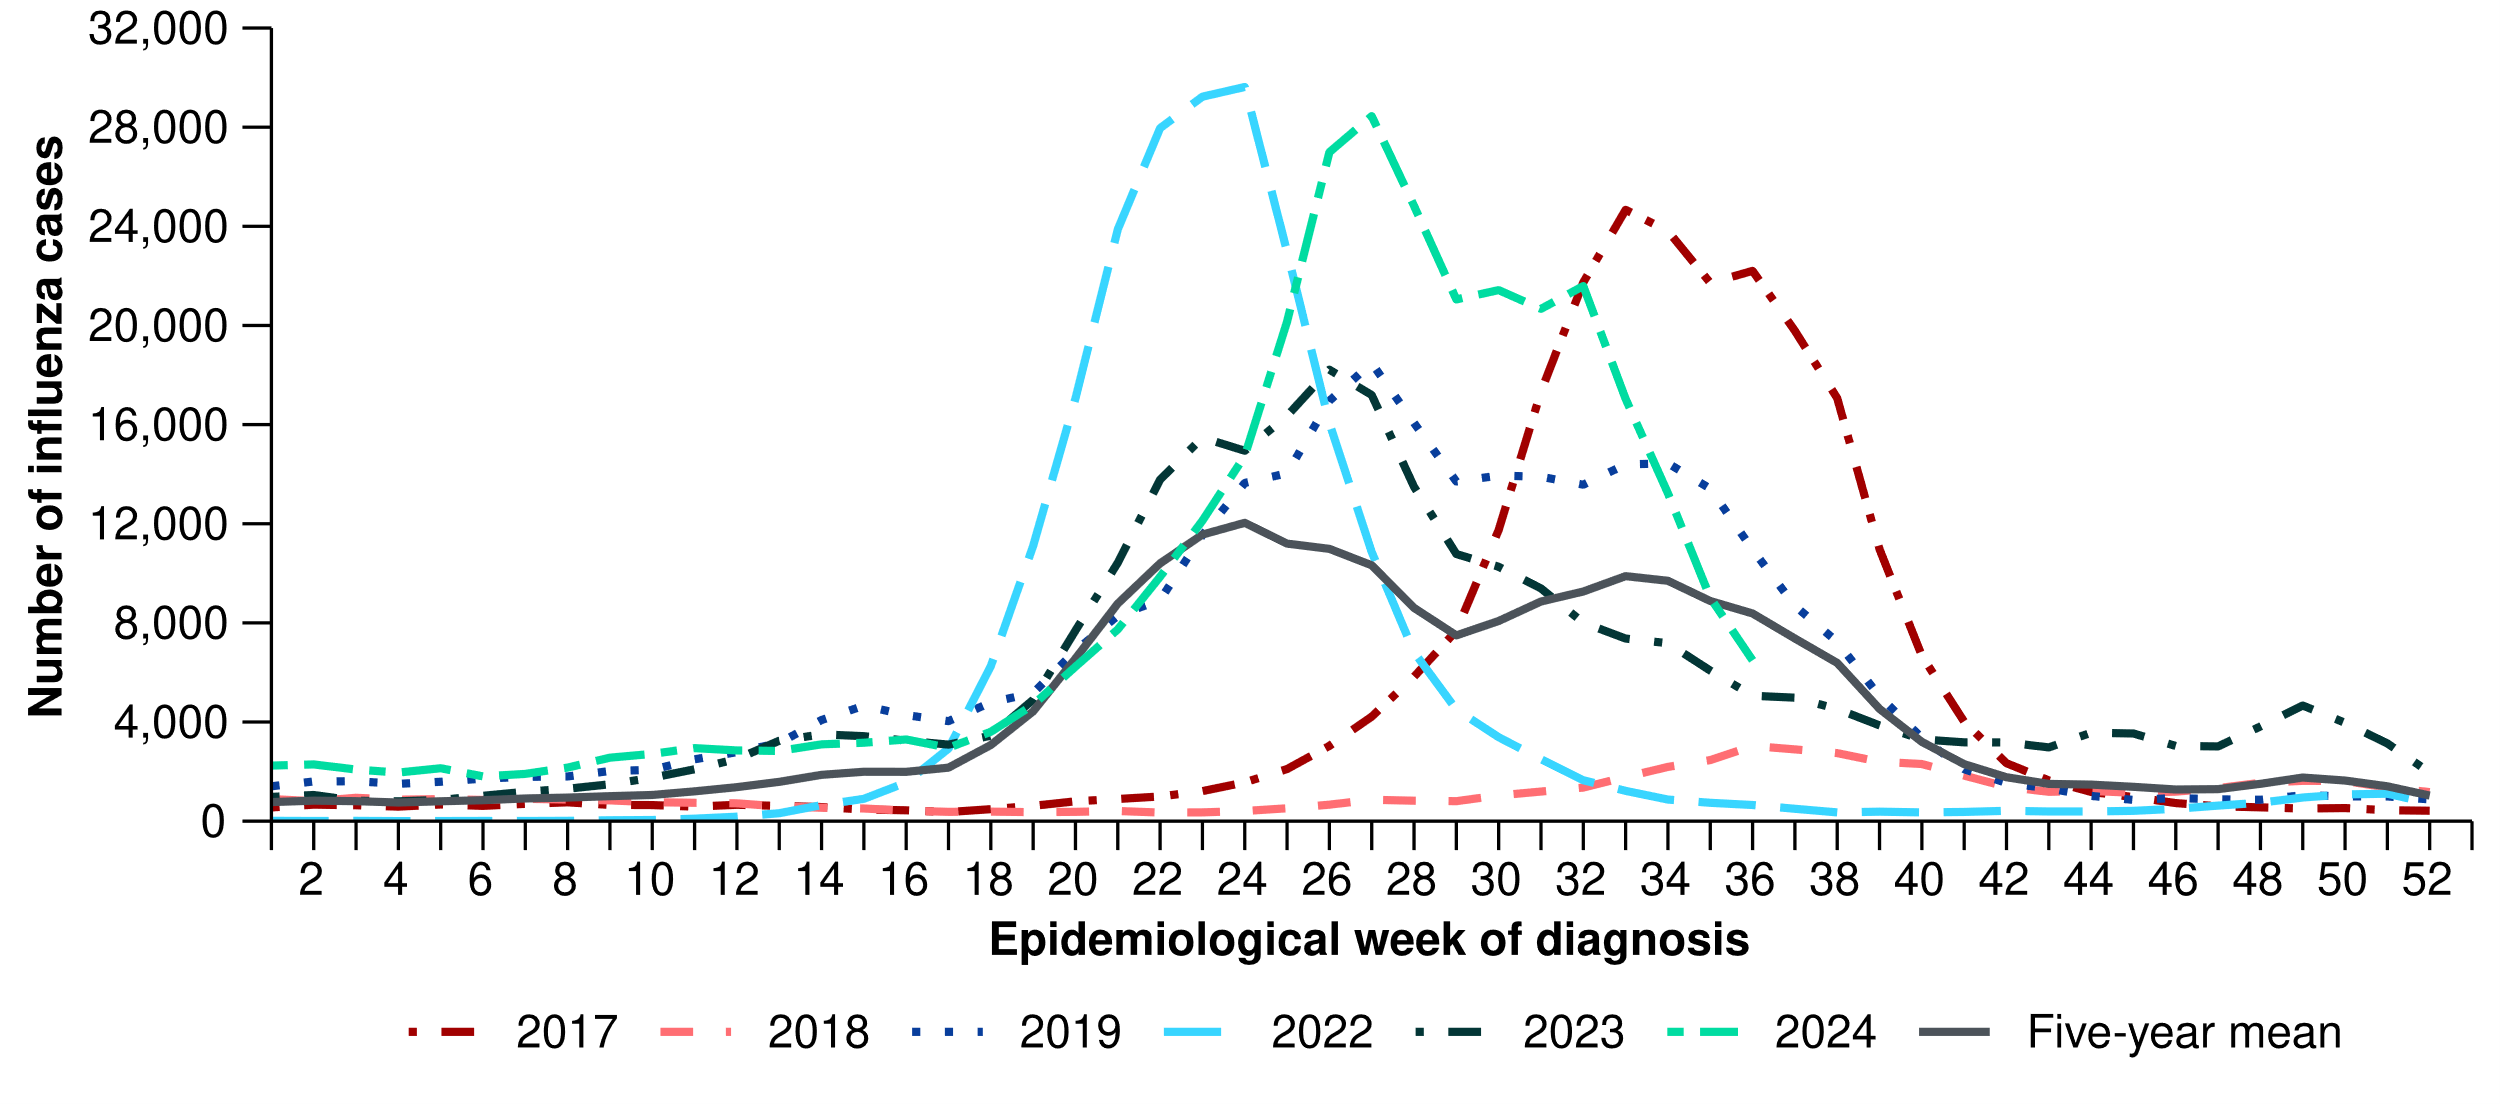 32,000
28,000
24,000
20,000
16,000
12,000
8,000
4,000
0
Number of influenza cases
2 4 6 8 10 12 14 16 18 20 22 24 26 28 30 32 34 36 38 40 42 44 46 48 50 52
Epidemiological week of diagnosis
2017 2018 2019 2022 2023 2024 Five-year mean